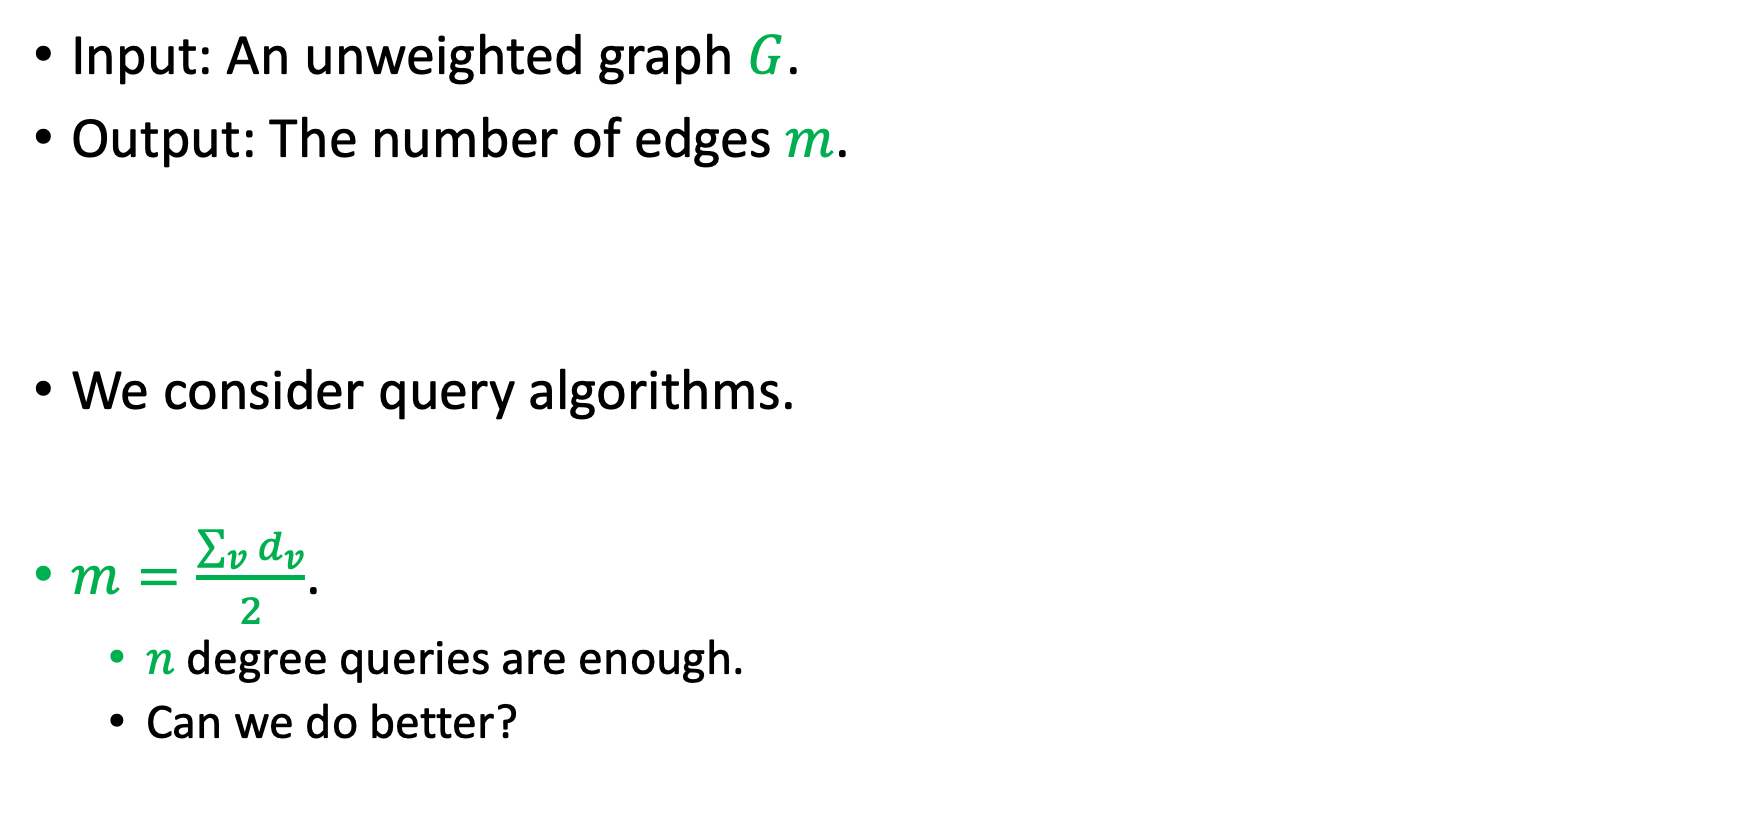 • Input: An unweighted graph G.
• Output: The number of edges m.
• We consider query algorithms.
• m = ∑_v d_v / 2.
• n degree queries are enough.
• Can we do better?